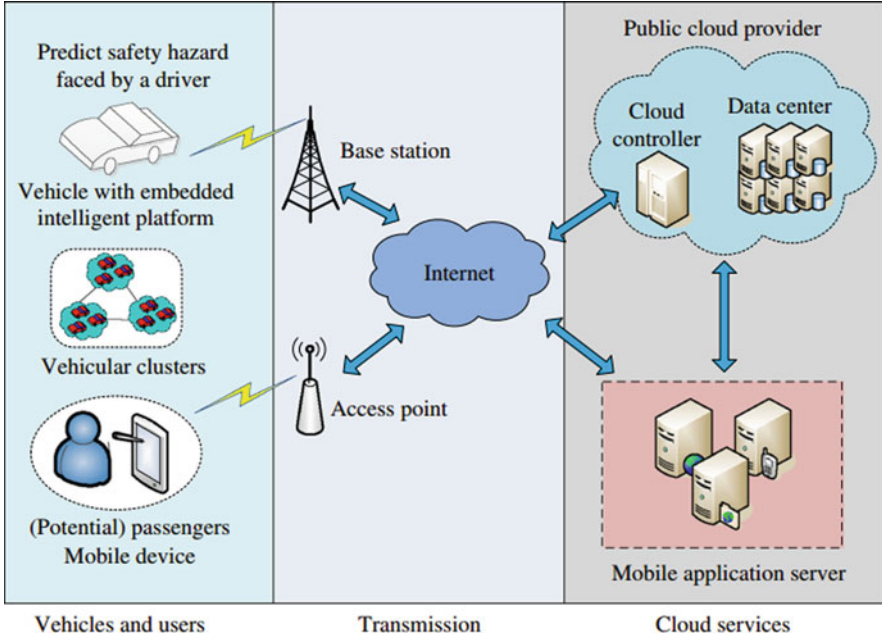 Predict safety hazard
faced by a driver
Vehicle with embedded
intelligent platform
Vehicular clusters
(Potential) passengers
Mobile device
Base station
Internet
Access point
Public cloud provider
Cloud
controller
Data center
Mobile application server
Vehicles and users
Transmission
Cloud services